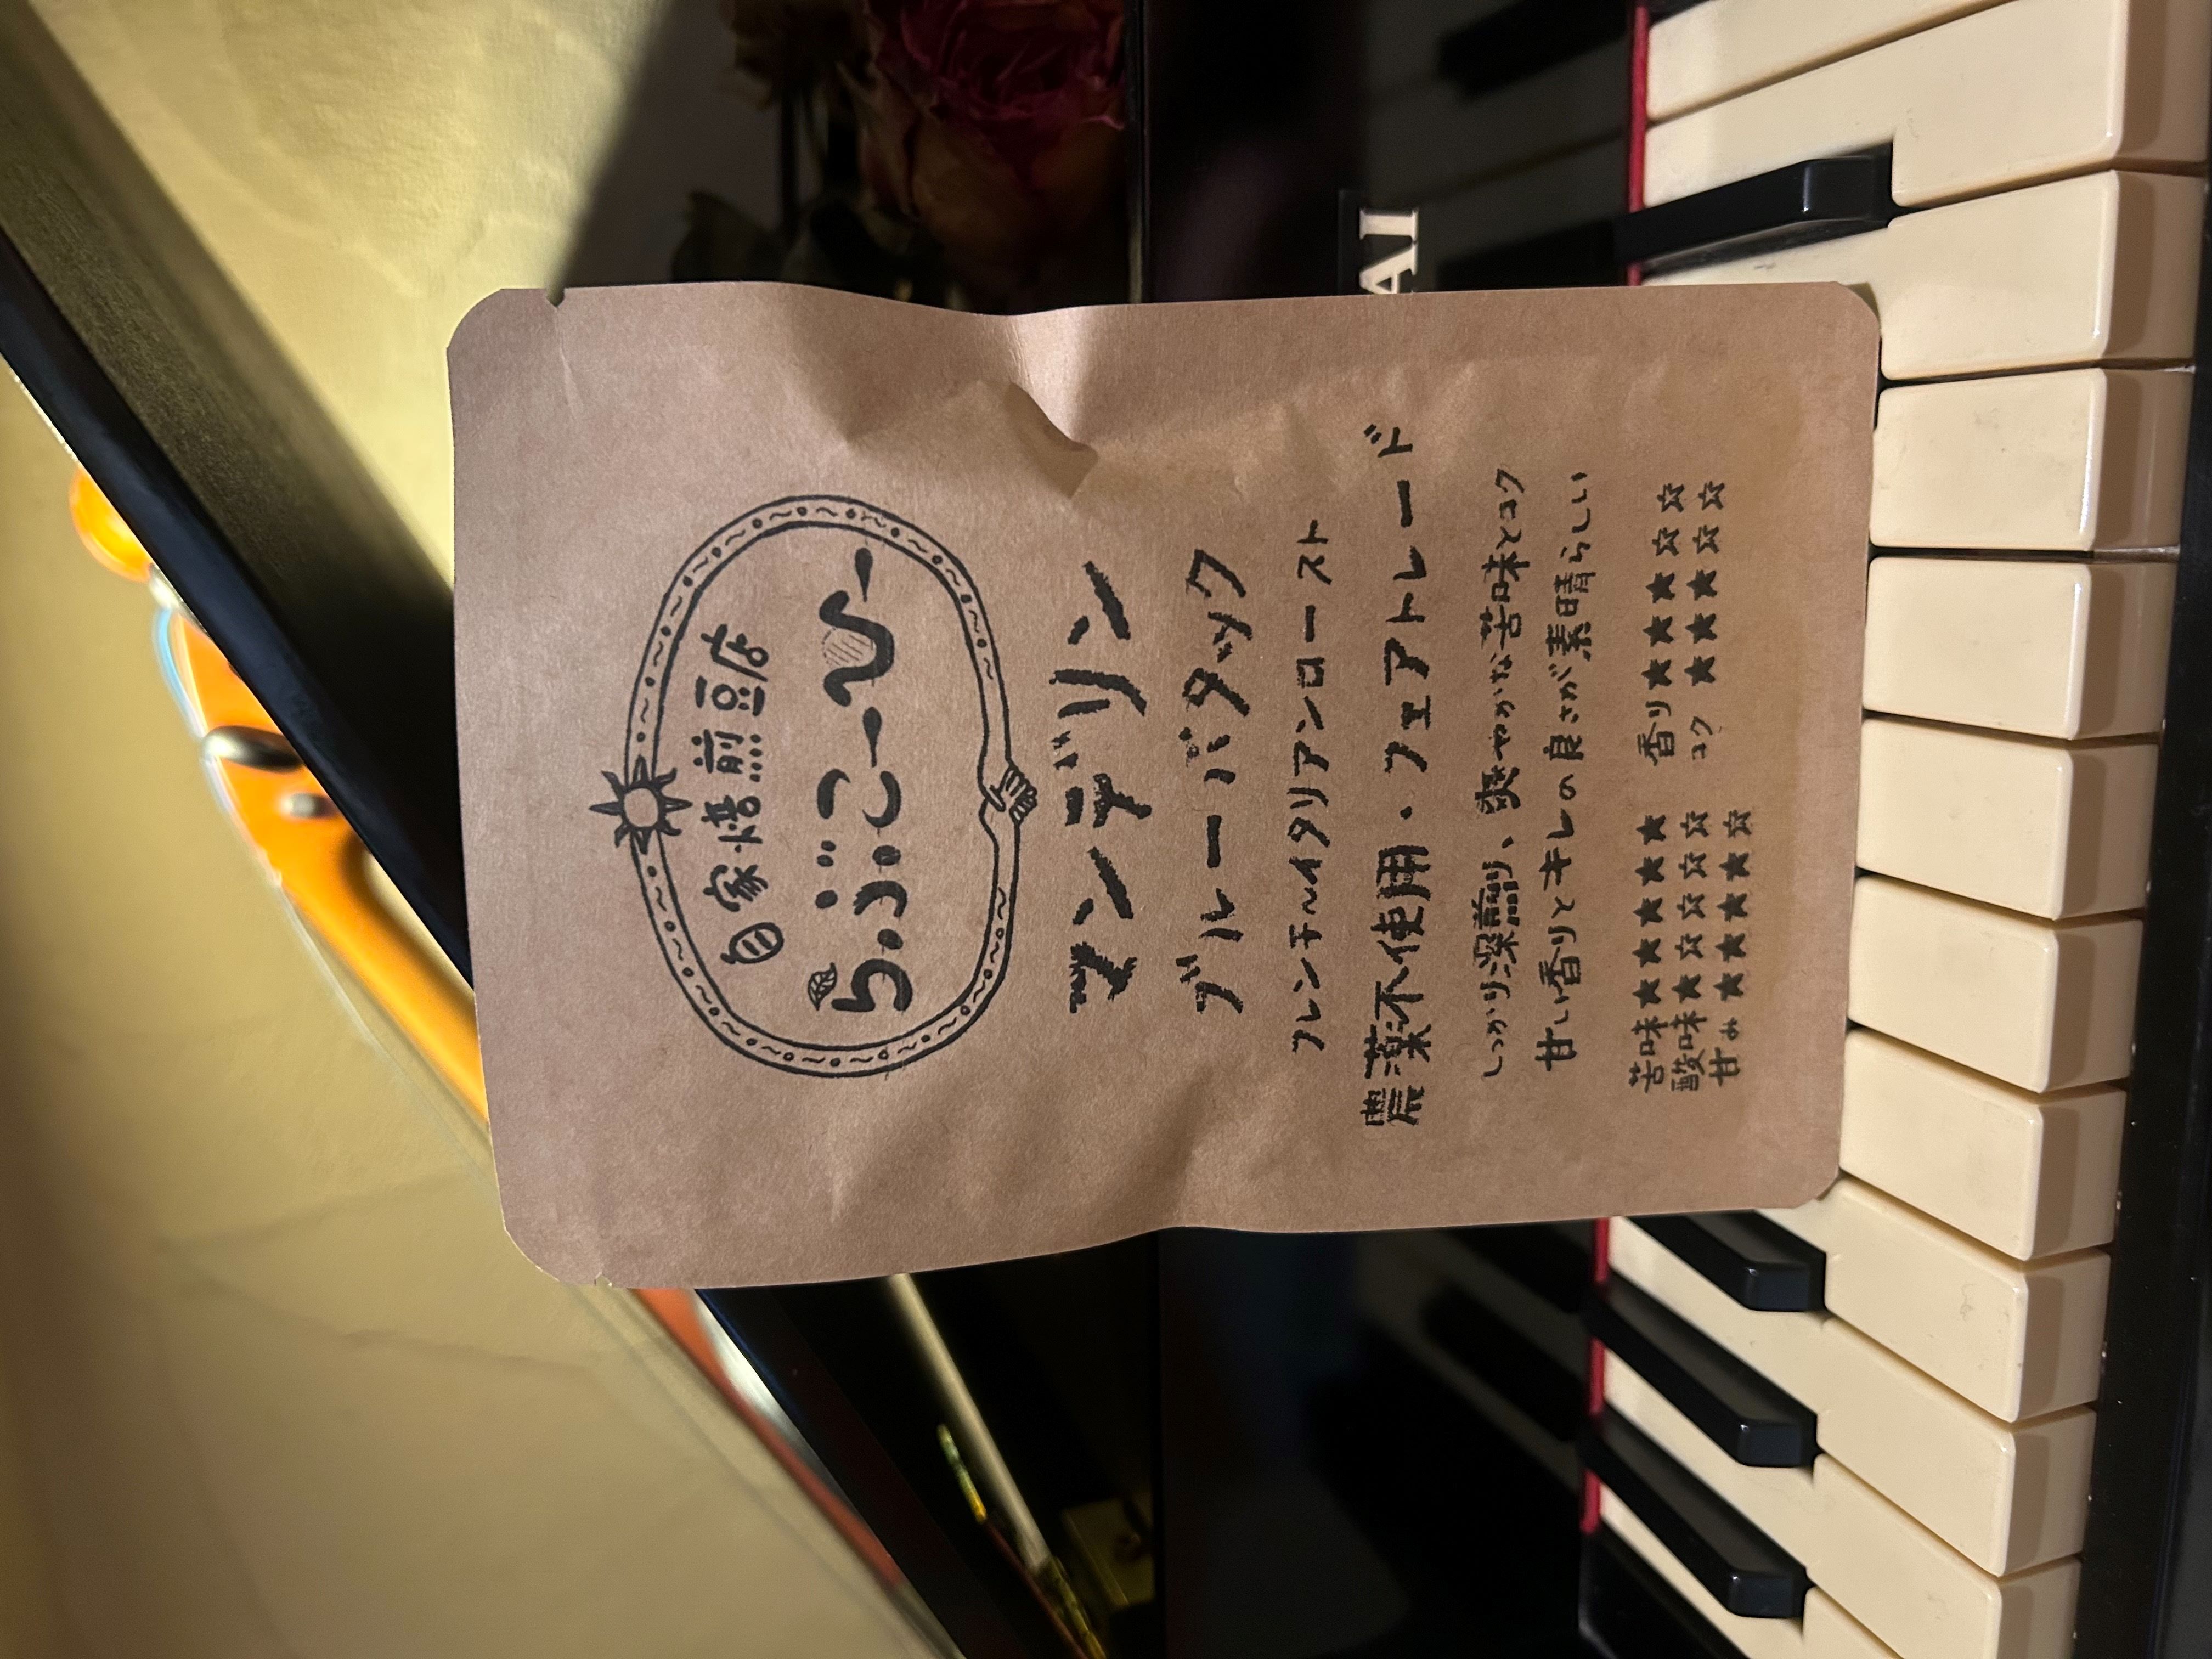 自家焙煎豆店
らぶこーひー
マンデリン
ブルーバタック
フレンチ〜イタリアンロースト
農薬不使用・フェアトレード
しっかり深煎り、爽やかな苦味とコク
甘い香りとキレの良さが素晴らしい
苦味★★★★★ 香り★★★☆☆
酸味★☆☆☆☆ コク★★★☆☆
甘み★★★★☆
AI